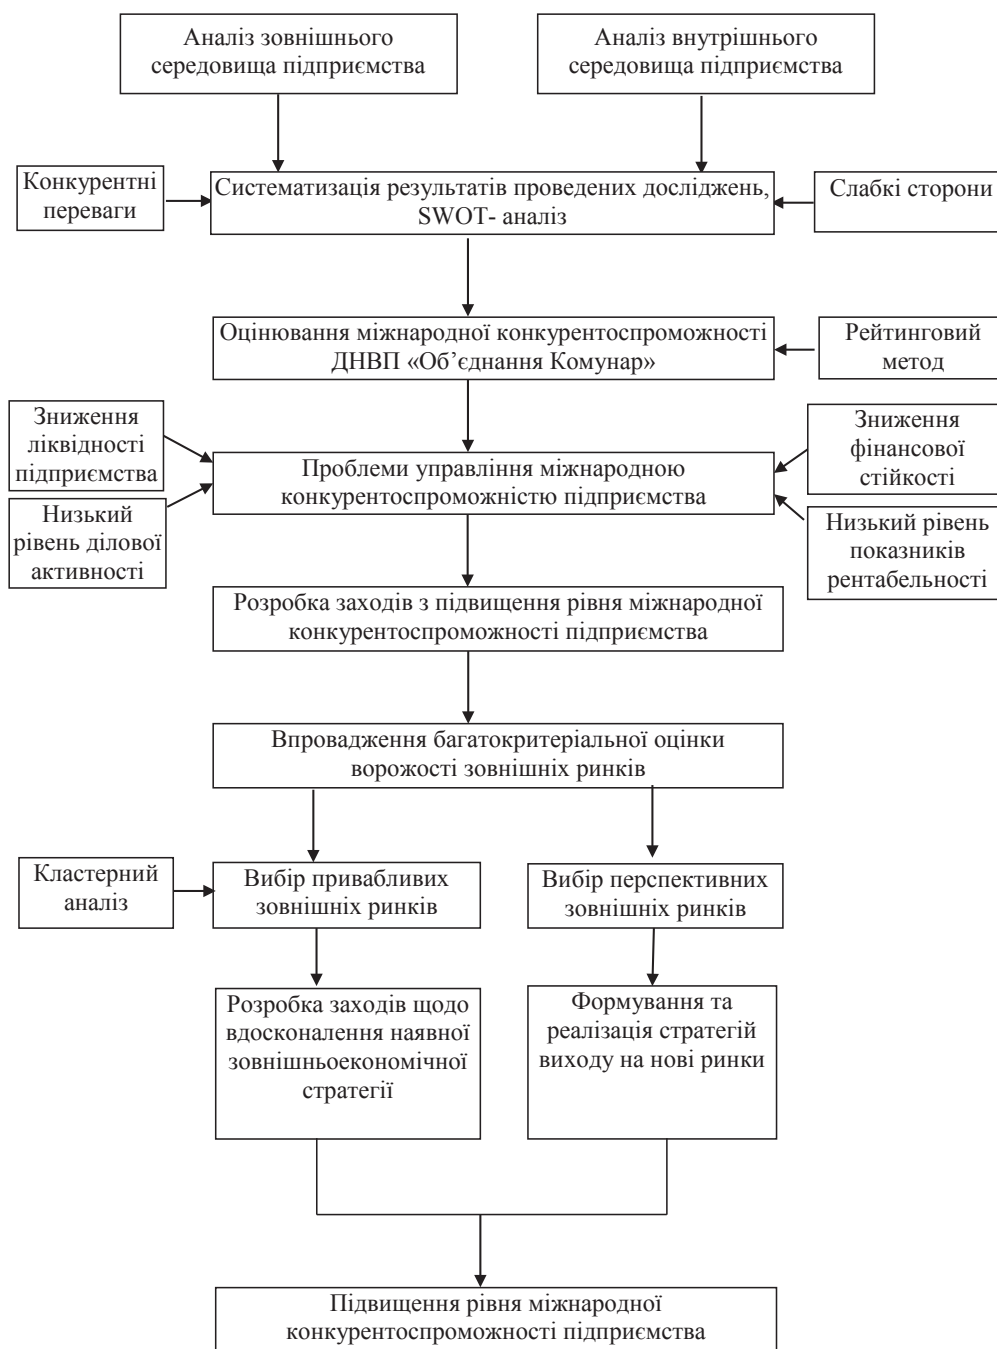 Аналіз зовнішнього
середовища підприємства
Аналіз внутрішнього
середовища підприємства
Конкурентні
переваги
Систематизація результатів проведених досліджень,
SWOT- аналіз
Слабкі сторони
Оцінювання міжнародної конкурентоспроможності
ДНВП «Об’єднання Комунар»
Рейтинговий
метод
Зниження
ліквідності
підприємства
Низький
рівень ділової
активності
Проблеми управління міжнародною
конкурентоспроможністю підприємства
Зниження
фінансової
стійкості
Низький рівень
показників
рентабельності
Розробка заходів з підвищення рівня міжнародної
конкурентоспроможності підприємства
Впровадження багатокритеріальної оцінки
ворожості зовнішніх ринків
Кластерний
аналіз
Вибір привабливих
зовнішніх ринків
Вибір перспективних
зовнішніх ринків
Розробка заходів щодо
вдосконалення наявної
зовнішньоекономічної
стратегії
Формування та
реалізація стратегій
виходу на нові ринки
Підвищення рівня міжнародної
конкурентоспроможності підприємства